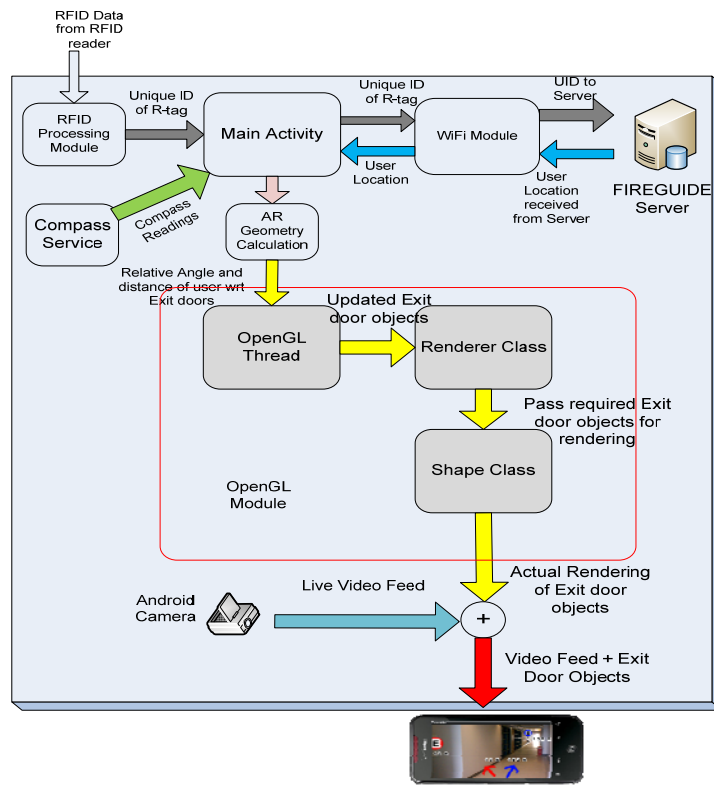 RFID Data
from RFID
reader
Unique ID
of R-tag
Unique ID
of R-tag
UID to
Server
RFID
Processing
Module
Main Activity
WiFi Module
User
Location
User
Location
received
from Server
FIREGUIDE
Server
Compass
Service
Compass
Readings
AR
Geometry
Calculation
Relative Angle and
distance of user wrt
Exit doors
Updated Exit
door objects
OpenGL
Thread
Renderer Class
Pass required Exit
door objects for
rendering
Shape Class
OpenGL
Module
Actual Rendering
of Exit door
objects
Android
Camera
Live Video Feed
+
Video Feed + Exit
Door Objects